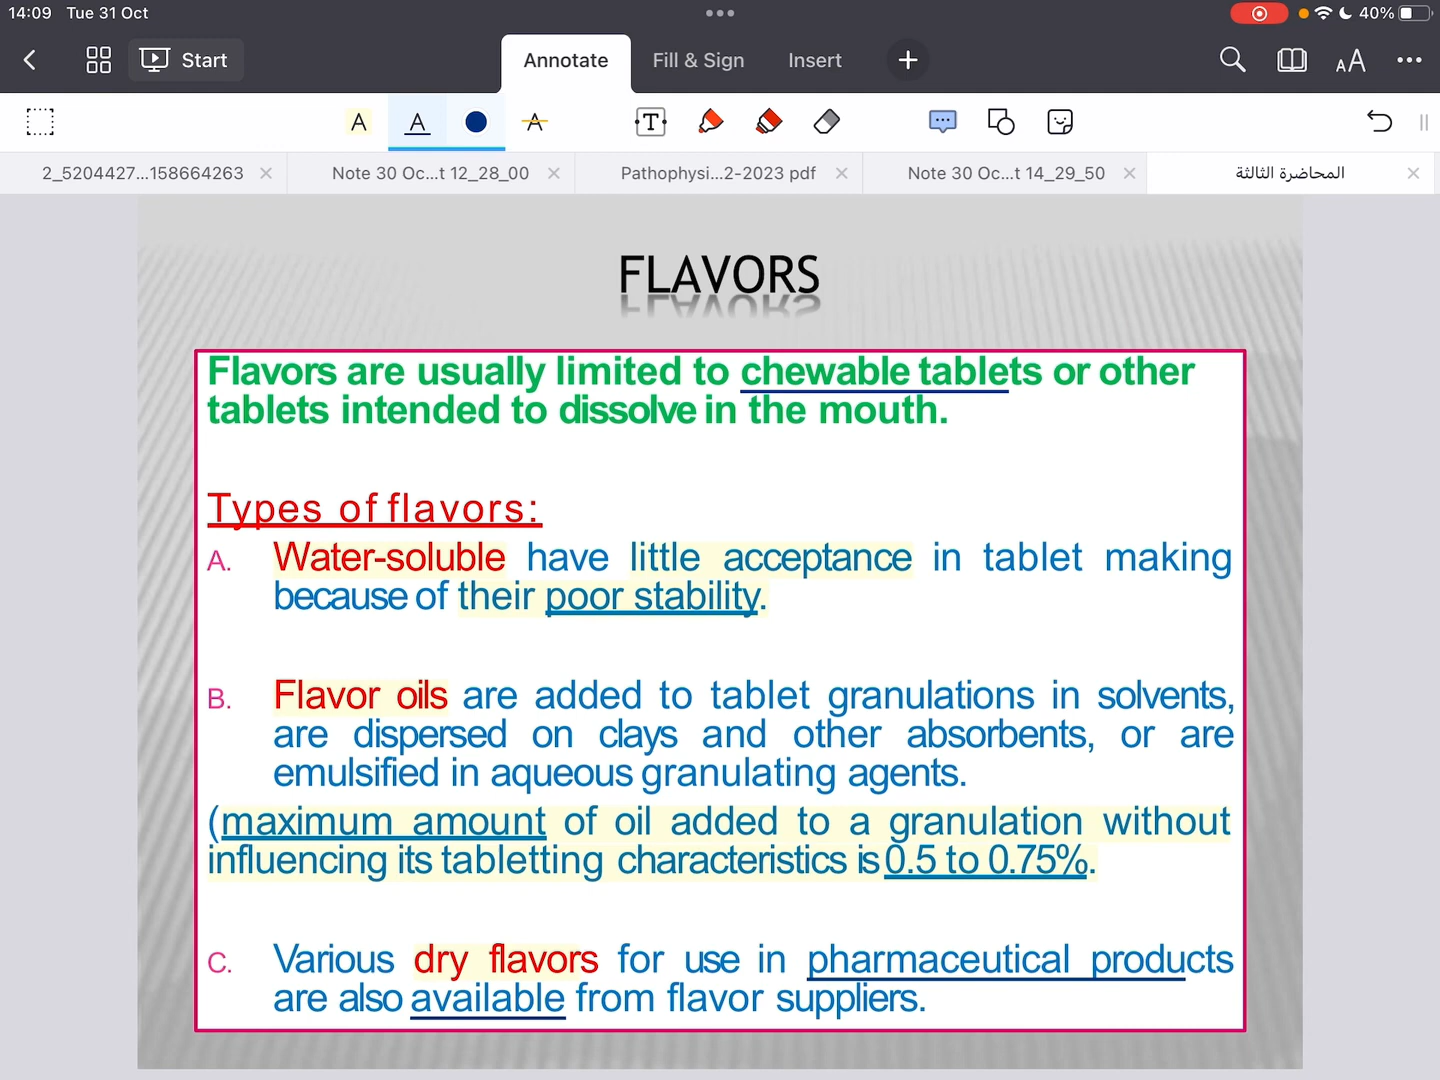 14:09 Tue 31 Oct
40%
Start
Annotate
Fill & Sign
Insert
AA
A A A
T
2_5204427...158664263
Note 30 Oc...t 12_28_00
Pathophysi...2-2023 pdf
Note 30 Oc...t 14_29_50
المحاضرة الثالثة
FLAVORS
Flavors are usually limited to chewable tablets or other
tablets intended to dissolve in the mouth.
Types of flavors:
A. Water-soluble have little acceptance in tablet making
because of their poor stability.
B. Flavor oils are added to tablet granulations in solvents,
are dispersed on clays and other absorbents, or are
emulsified in aqueous granulating agents.
(maximum amount of oil added to a granulation without
influencing its tabletting characteristics is 0.5 to 0.75%.
C. Various dry flavors for use in pharmaceutical products
are also available from flavor suppliers.